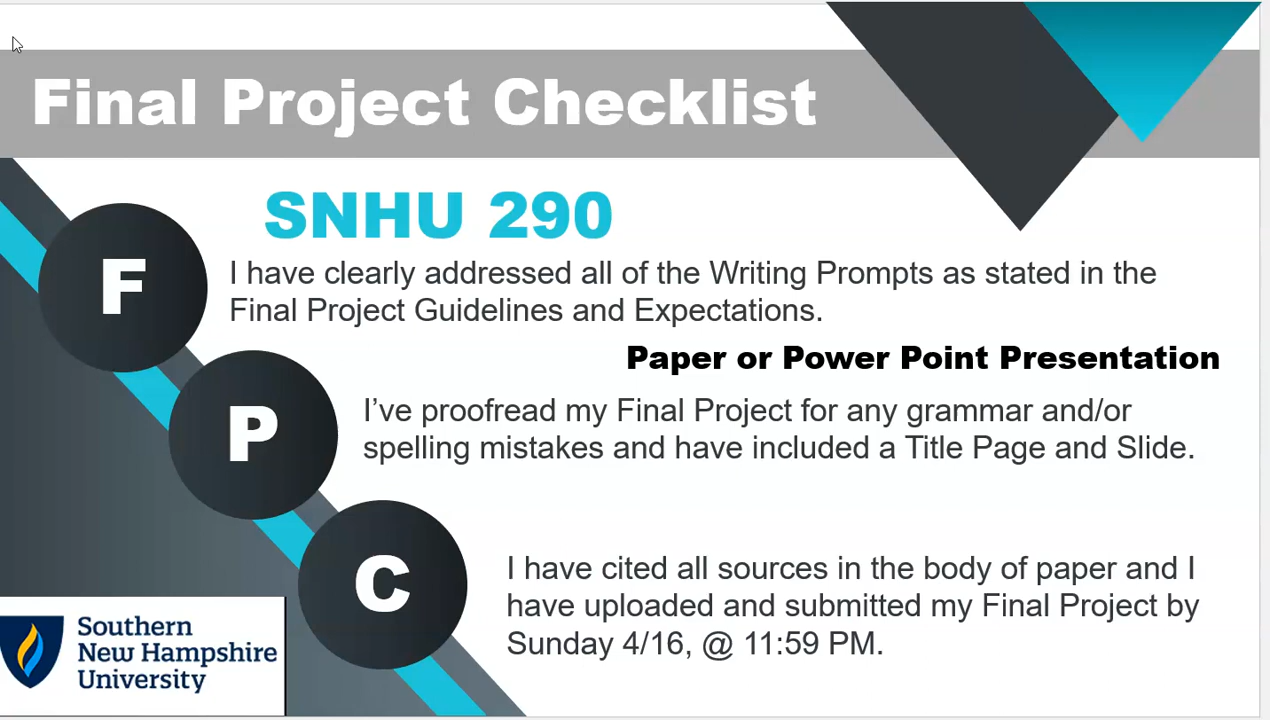 Final Project Checklist
SNHU 290
F
I have clearly addressed all of the Writing Prompts as stated in the
Final Project Guidelines and Expectations.
Paper or Power Point Presentation
P
I’ve proofread my Final Project for any grammar and/or
spelling mistakes and have included a Title Page and Slide.
C
I have cited all sources in the body of paper and I
have uploaded and submitted my Final Project by
Sunday 4/16, @ 11:59 PM.
Southern
New Hampshire
University